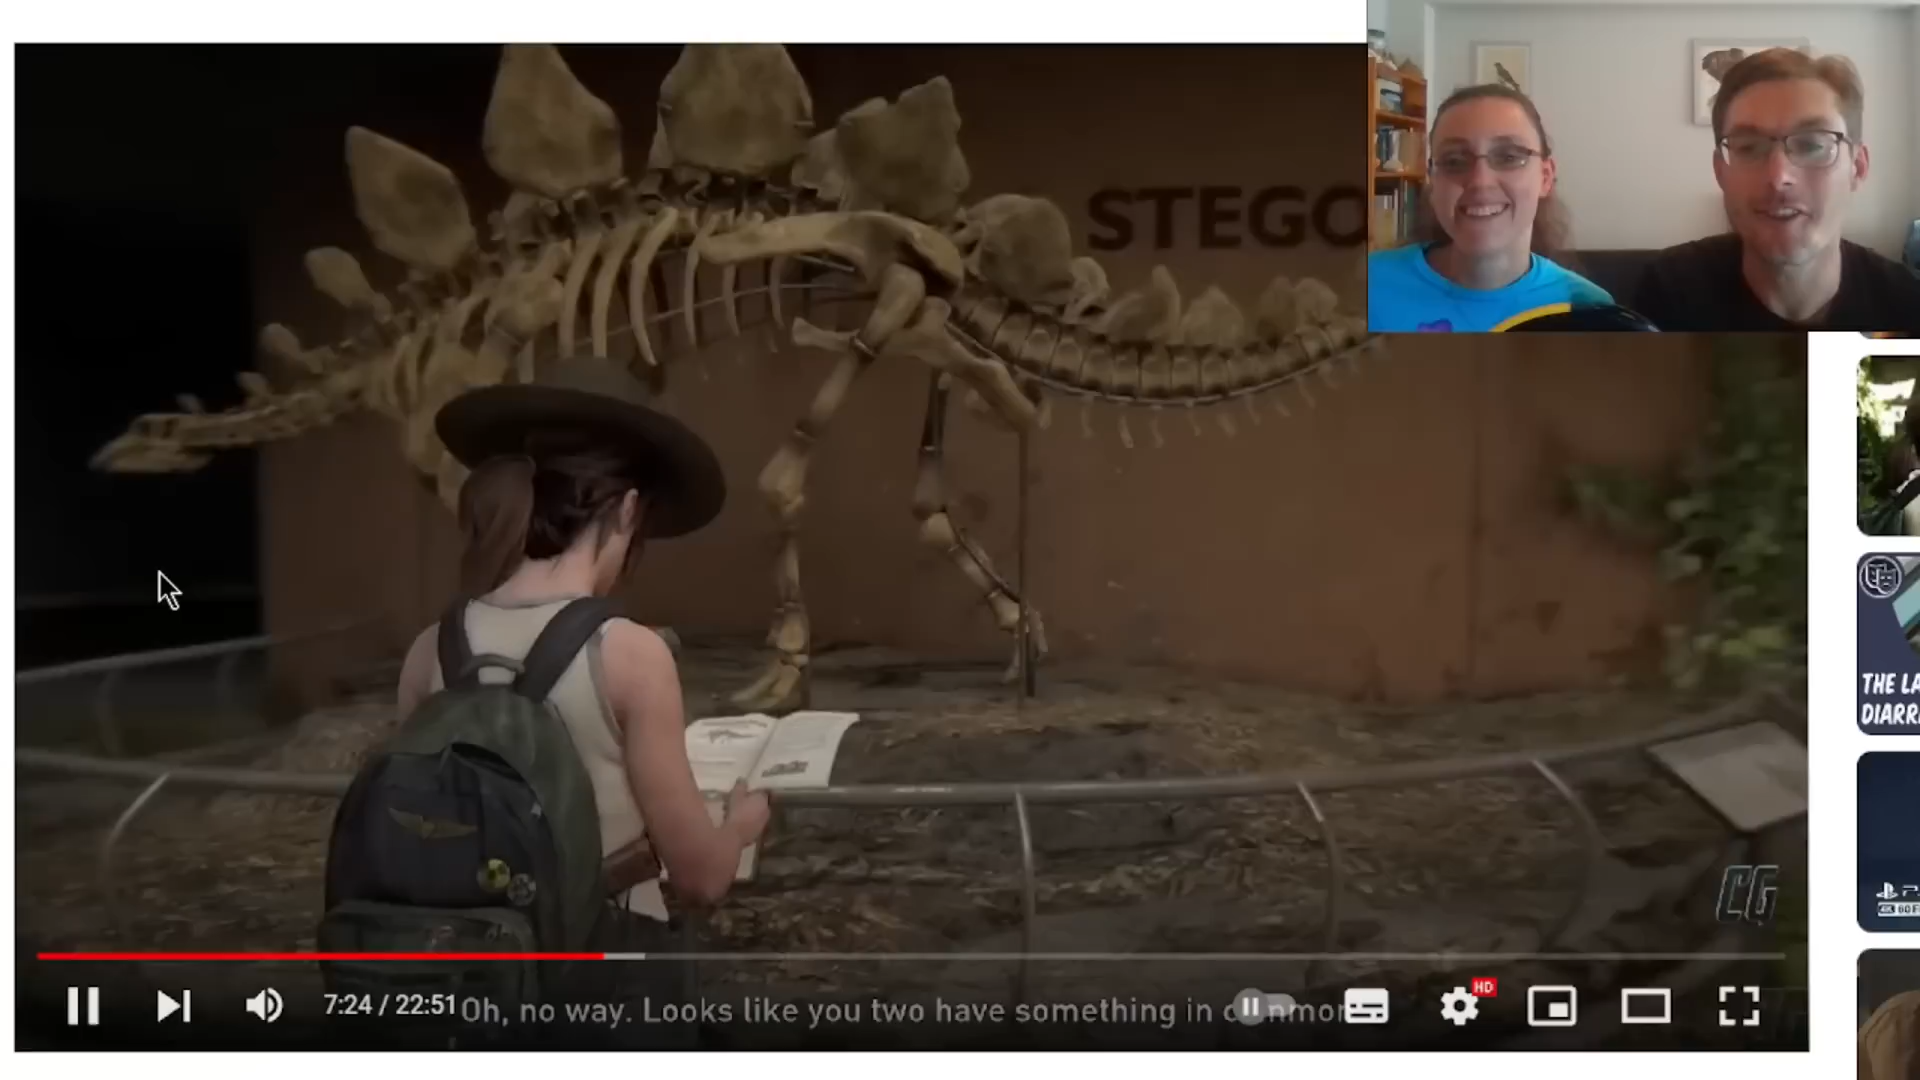 STEGO
THE LA
DIARR
CG
HD
7:24 / 22:51
Oh, no way. Looks like you two have something in